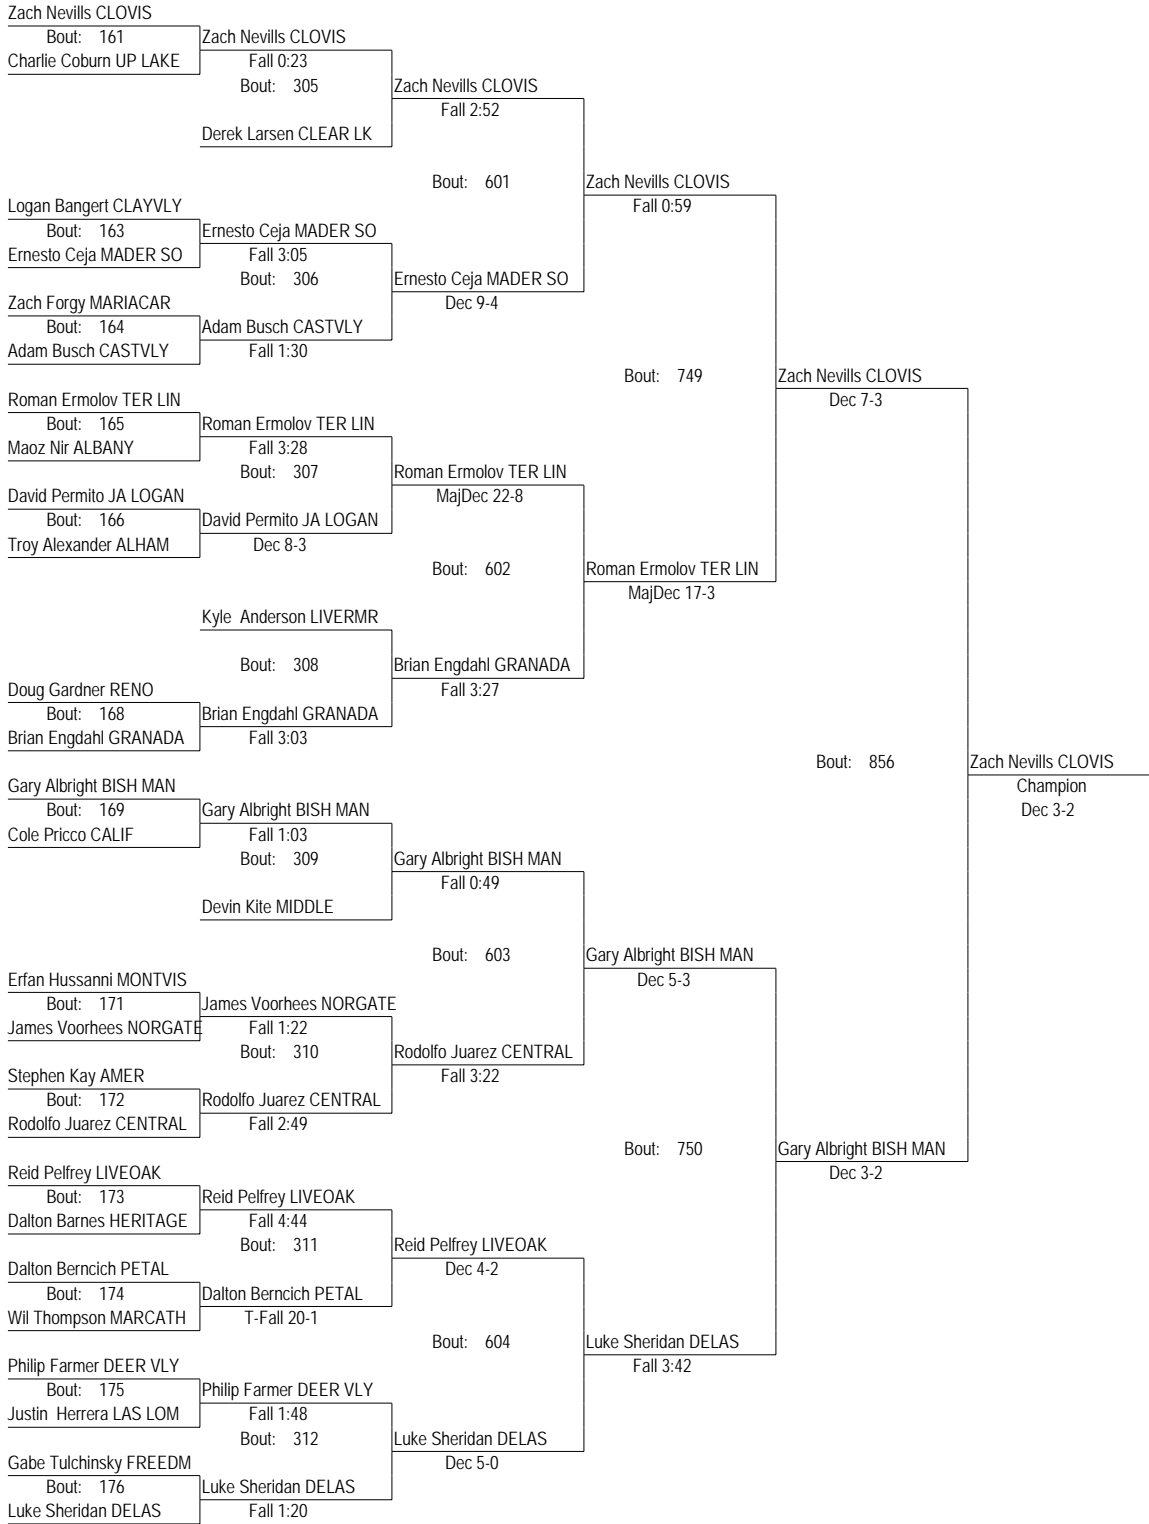 Zach Nevills CLOVIS
Bout: 161
Zach Nevills CLOVIS
Charlie Coburn UP LAKE
Fall 0:23
Bout: 305
Zach Nevills CLOVIS
Fall 2:52
Derek Larsen CLEAR LK
Bout: 601
Zach Nevills CLOVIS
Fall 0:59
Logan Bangert CLAYVLY
Bout: 163
Ernesto Ceja MADER SO
Ernesto Ceja MADER SO
Fall 3:05
Bout: 306
Ernesto Ceja MADER SO
Dec 9-4
Zach Forgy MARIACAR
Bout: 164
Adam Busch CASTVLY
Adam Busch CASTVLY
Fall 1:30
Bout: 749
Zach Nevills CLOVIS
Dec 7-3
Roman Ermolov TER LIN
Bout: 165
Roman Ermolov TER LIN
Maoz Nir ALBANY
Fall 3:28
Bout: 307
Roman Ermolov TER LIN
MajDec 22-8
David Permito JA LOGAN
Bout: 166
David Permito JA LOGAN
Troy Alexander ALHAM
Dec 8-3
Bout: 602
Roman Ermolov TER LIN
MajDec 17-3
Kyle Anderson LIVERMR
Bout: 308
Brian Engdahl GRANADA
Fall 3:27
Doug Gardner RENO
Bout: 168
Brian Engdahl GRANADA
Brian Engdahl GRANADA
Fall 3:03
Bout: 856
Zach Nevills CLOVIS
Champion
Dec 3-2
Gary Albright BISH MAN
Bout: 169
Gary Albright BISH MAN
Cole Pricco CALIF
Fall 1:03
Bout: 309
Gary Albright BISH MAN
Fall 0:49
Devin Kite MIDDLE
Bout: 603
Gary Albright BISH MAN
Dec 5-3
Erfan Hussanni MONTVIS
Bout: 171
James Voorhees NORGATE
James Voorhees NORGATE
Fall 1:22
Bout: 310
Rodolfo Juarez CENTRAL
Fall 3:22
Stephen Kay AMER
Bout: 172
Rodolfo Juarez CENTRAL
Rodolfo Juarez CENTRAL
Fall 2:49
Bout: 750
Gary Albright BISH MAN
Dec 3-2
Reid Pelfrey LIVEOAK
Bout: 173
Reid Pelfrey LIVEOAK
Dalton Barnes HERITAGE
Fall 4:44
Bout: 311
Reid Pelfrey LIVEOAK
Dec 4-2
Dalton Berncich PETAL
Bout: 174
Dalton Berncich PETAL
Wil Thompson MARCATH
T-Fall 20-1
Bout: 604
Luke Sheridan DELAS
Fall 3:42
Philip Farmer DEER VLY
Bout: 175
Philip Farmer DEER VLY
Justin Herrera LAS LOM
Fall 1:48
Bout: 312
Luke Sheridan DELAS
Dec 5-0
Gabe Tulchinsky FREEDM
Bout: 176
Luke Sheridan DELAS
Luke Sheridan DELAS
Fall 1:20